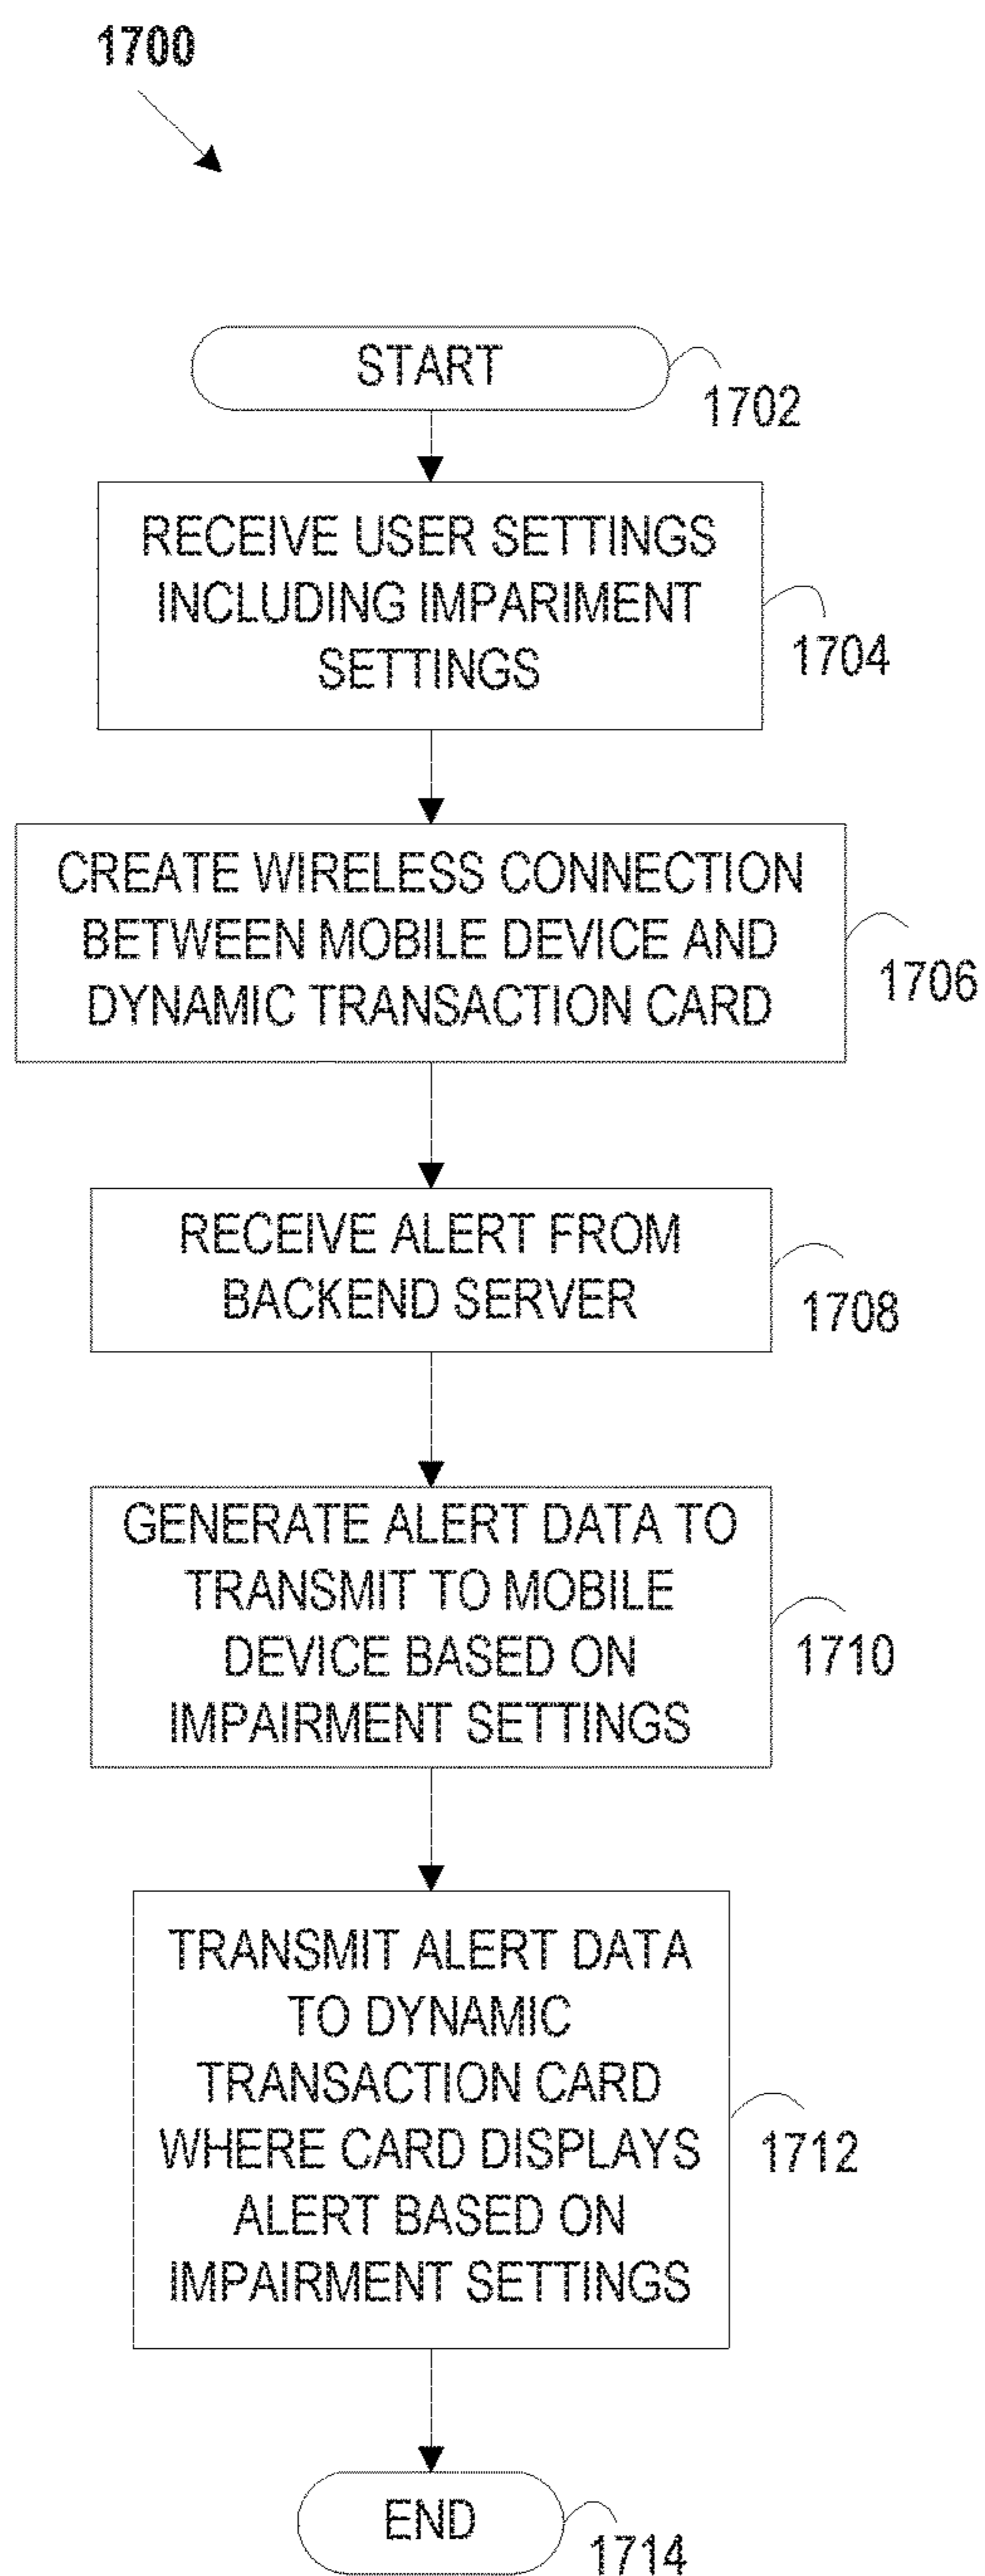 1700
START
1702
RECEIVE USER SETTINGS
INCLUDING IMPARIMENT
SETTINGS
1704
CREATE WIRELESS CONNECTION
BETWEEN MOBILE DEVICE AND
DYNAMIC TRANSACTION CARD
1706
RECEIVE ALERT FROM
BACKEND SERVER
1708
GENERATE ALERT DATA TO
TRANSMIT TO MOBILE
DEVICE BASED ON
IMPAIRMENT SETTINGS
1710
TRANSMIT ALERT DATA
TO DYNAMIC
TRANSACTION CARD
WHERE CARD DISPLAYS
ALERT BASED ON
IMPAIRMENT SETTINGS
1712
END
1714